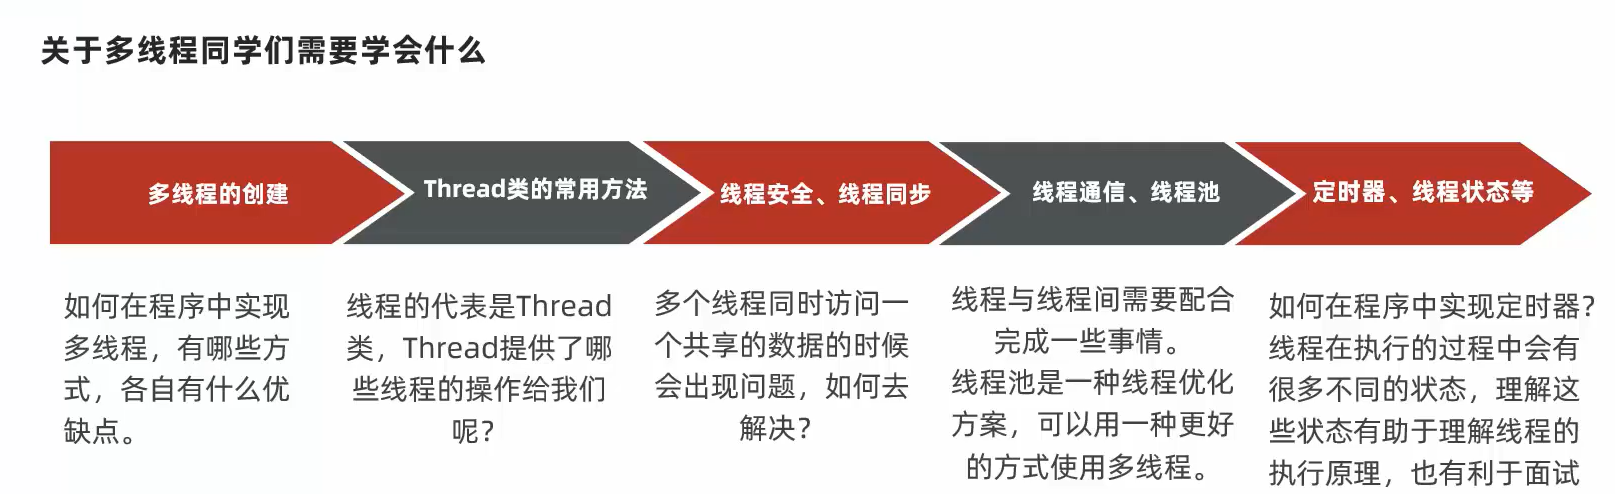 关于多线程同学们需要学会什么
多线程的创建
Thread类的常用方法
线程安全、线程同步
线程通信、线程池
定时器、线程状态等
如何在程序中实现
多线程，有哪些方
式，各自有什么优
缺点。
线程的代表是Thread
类，Thread提供了哪
些线程的操作给我们
呢？
多个线程同时访问一
个共享的数据的时候
会出现问题，如何去
解决？
线程与线程间需要配合
完成一些事情。
线程池是一种线程优化
方案，可以用一种更好
的方式使用多线程。
如何在程序中实现定时器？
线程在执行的过程中会有
很多不同的状态，理解这
些状态有助于理解线程的
执行原理，也有利于面试